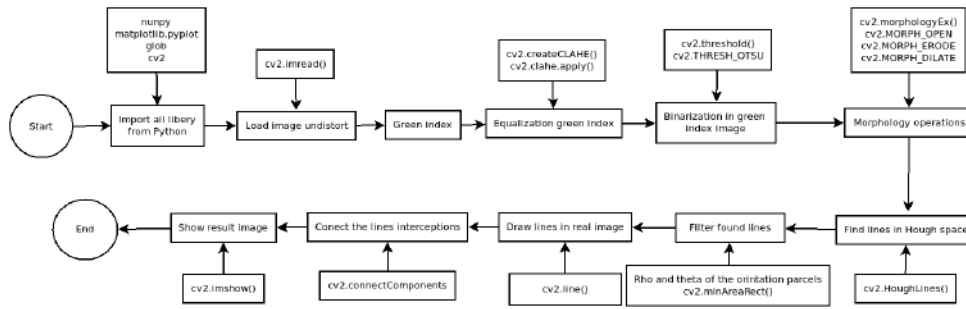 nunpy
matplotlib.pyplot
glob
cv2
cv2.imread()
cv2.createCLAHE()
cv2.clahe.apply()
cv2.threshold()
cv2.THRESH_OTSU
cv2.morphologyEx()
cv2.MORPH_OPEN
cv2.MORPH_ERODE
cv2.MORPH_DILATE
Start
Import all libery
from Python
Load image undistort
Green index
Equalization green index
Binarization in green
index image
Morphology operations
End
Show result image
Conect the lines interceptions
Draw lines in real image
Filter found lines
Find lines in Hough space
cv2.imshow()
cv2.connectComponents
cv2.line()
Rho and theta of the orintation parcels
cv2.minAreaRect()
cv2.HoughLines()